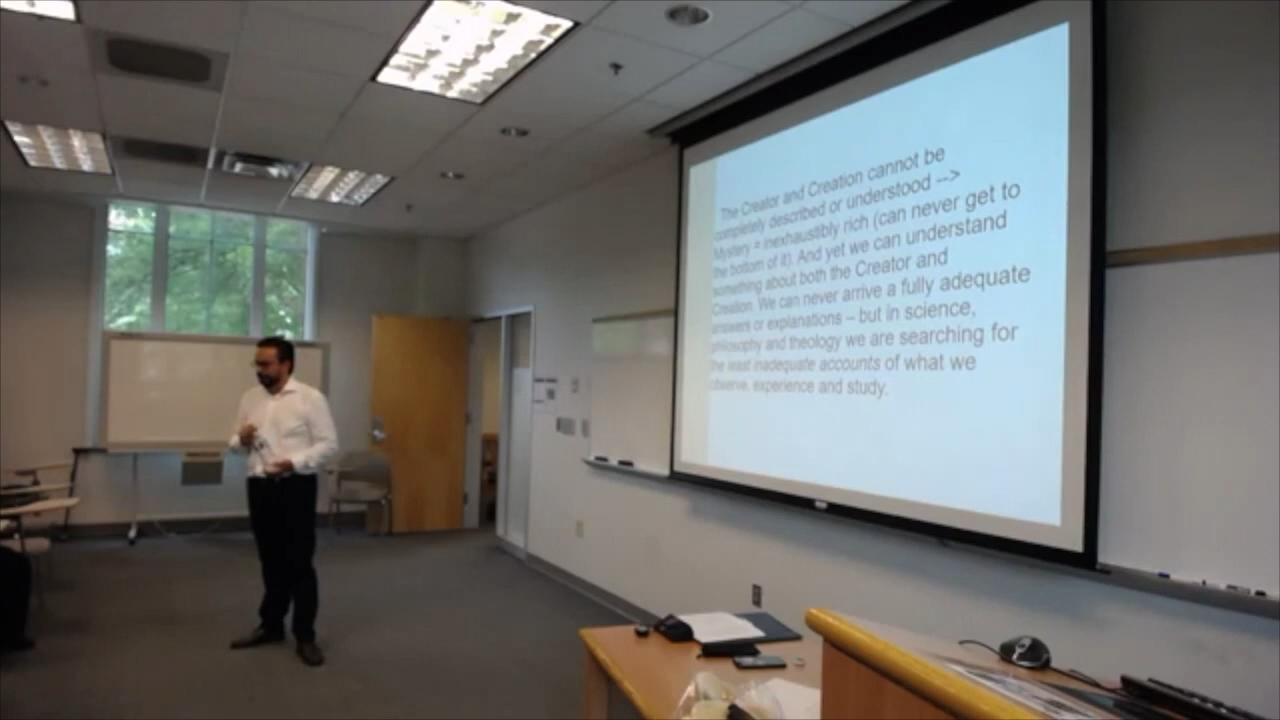 The Creator and Creation cannot be
completely described or understood -->
Mystery = inexhaustibly rich (can never get to
the bottom of it). And yet we can understand
something about both the Creator and
Creation. We can never arrive a fully adequate
answers or explanations – but in science,
philosophy and theology we are searching for
the least inadequate accounts of what we
observe, experience and study.